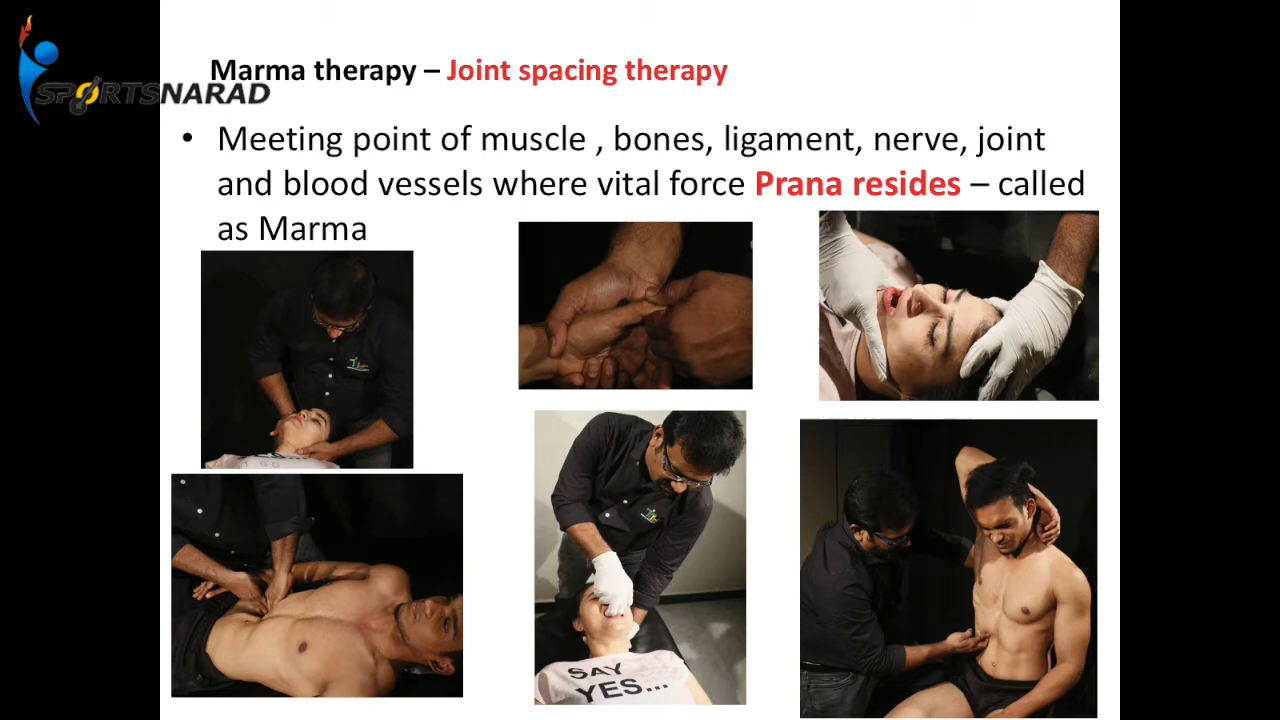 Marma therapy – Joint spacing therapy
SPORTSNARAD
• Meeting point of muscle , bones, ligament, nerve, joint
and blood vessels where vital force Prana resides – called
as Marma
SAY
YES...